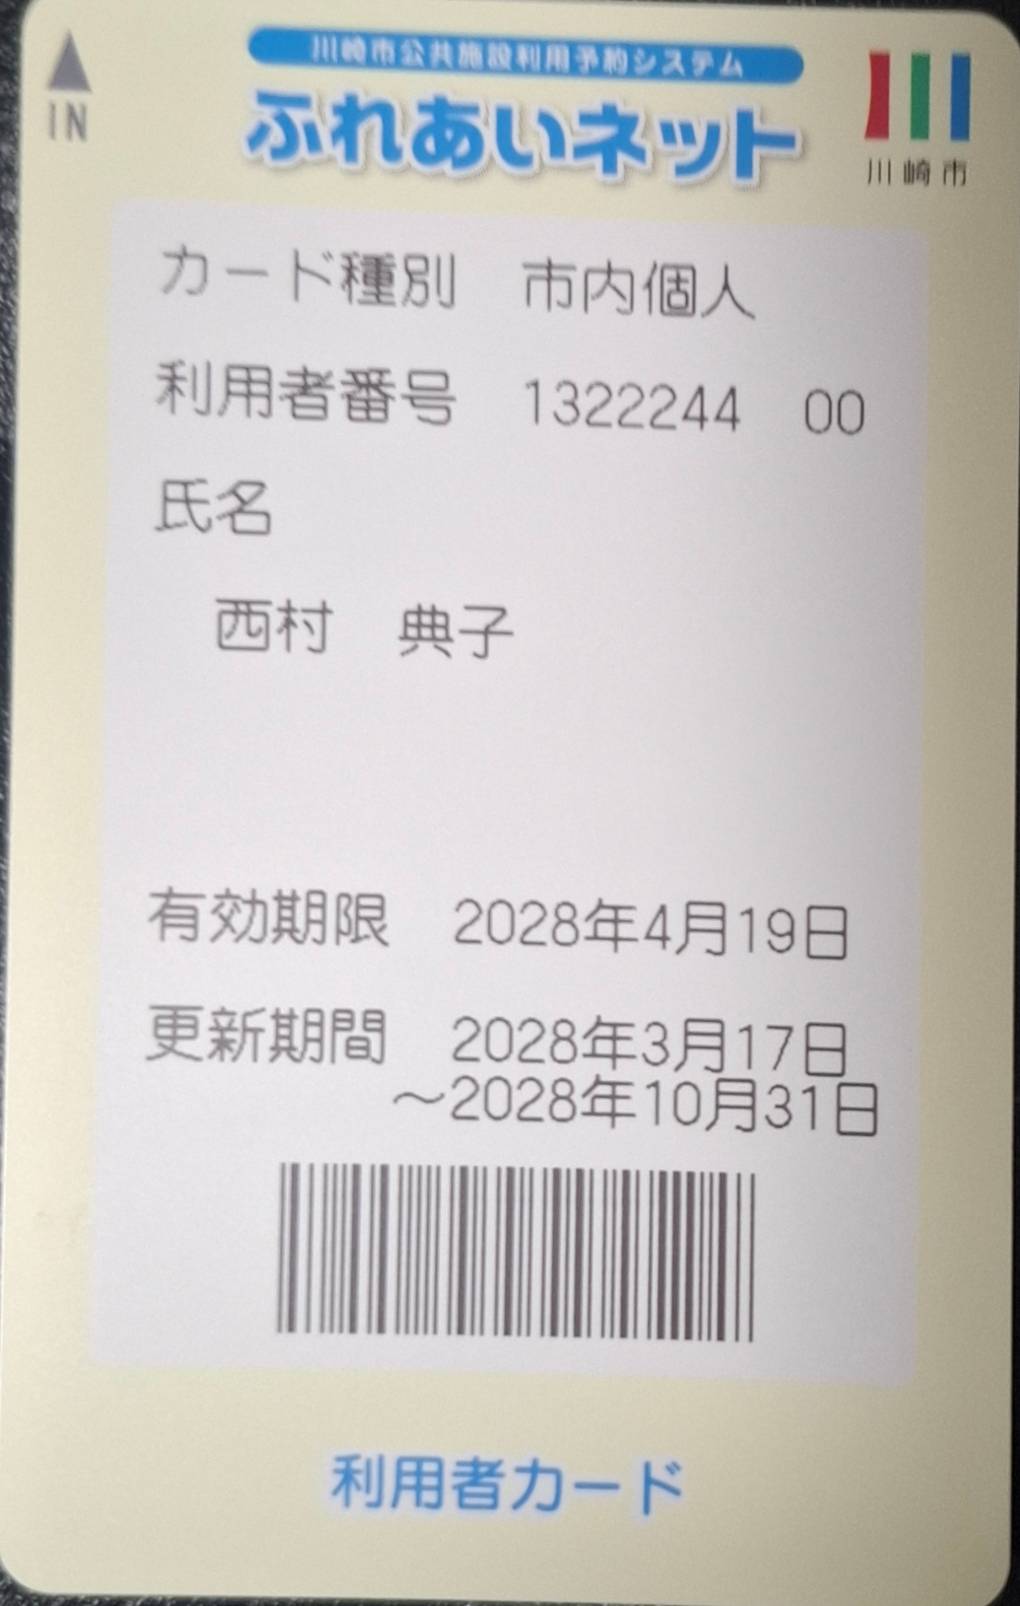 IN
川崎市公共施設利用予約システム
ふれあいネット
川崎市
カード種別　市内個人
利用者番号　1322244　00
氏名
西村　典子
有効期限　2028年4月19日
更新期間　2028年3月17日
～2028年10月31日
利用者カード